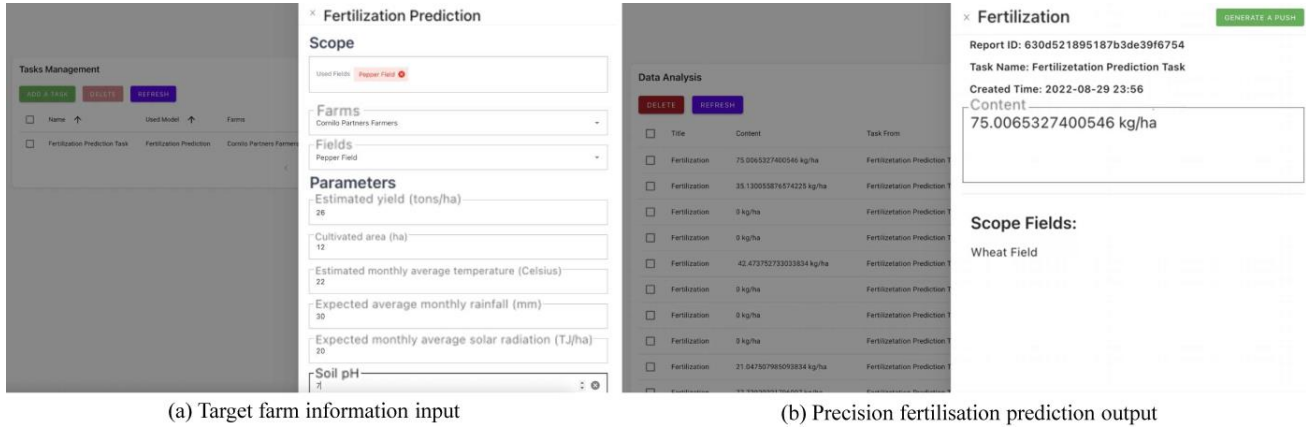 Tasks Management
ADD A TASK DELETE REFRESH
Name ↑ Used Model ↑ Farms
Fertilization Prediction Task Fertilization Prediction Cornilo Partners Farmers
× Fertilization Prediction
Scope
Used Fields Pepper Field
Farms
Cornilo Partners Farmers
Fields
Pepper Field
Parameters
Estimated yield (tons/ha)
26
Cultivated area (ha)
12
Estimated monthly average temperature (Celsius)
22
Expected average monthly rainfall (mm)
30
Expected monthly average solar radiation (TJ/ha)
20
Soil pH
7
(a) Target farm information input
Data Analysis
DELETE REFRESH
Title Content Task From
Fertilization 75.0065327400546 kg/ha Fertilizetation Prediction T
Fertilization 35.130055876574225 kg/ha Fertilizetation Prediction T
Fertilization 0 kg/ha Fertilizetation Prediction T
Fertilization 0 kg/ha Fertilizetation Prediction T
Fertilization 42.473752733033834 kg/ha Fertilizetation Prediction T
Fertilization 0 kg/ha Fertilizetation Prediction T
Fertilization 0 kg/ha Fertilizetation Prediction T
Fertilization 0 kg/ha Fertilizetation Prediction T
Fertilization 21.047507985093834 kg/ha Fertilizetation Prediction T
× Fertilization GENERATE A PUSH
Report ID: 630d521895187b3de39f6754
Task Name: Fertilizetation Prediction Task
Created Time: 2022-08-29 23:56
Content
75.0065327400546 kg/ha
Scope Fields:
Wheat Field
(b) Precision fertilisation prediction output